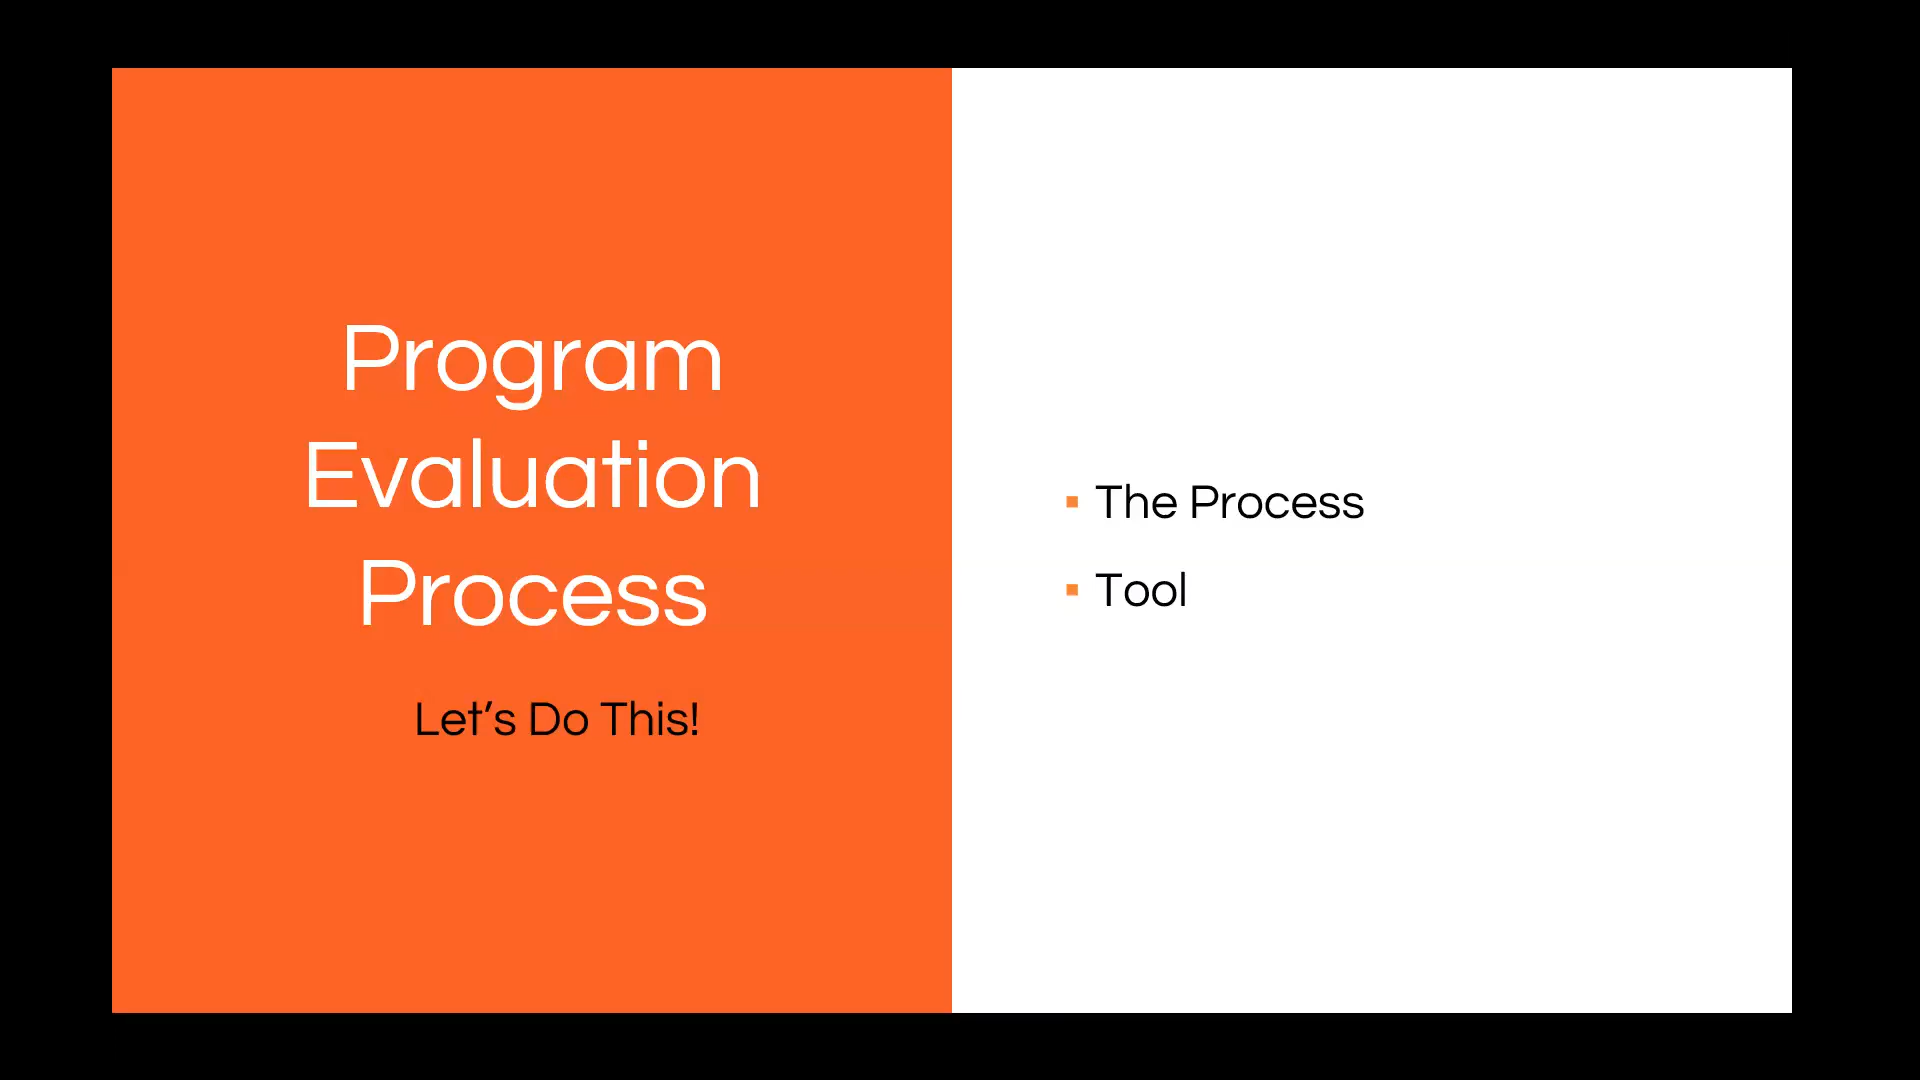 Program
Evaluation
Process
Let’s Do This!
▪ The Process
▪ Tool